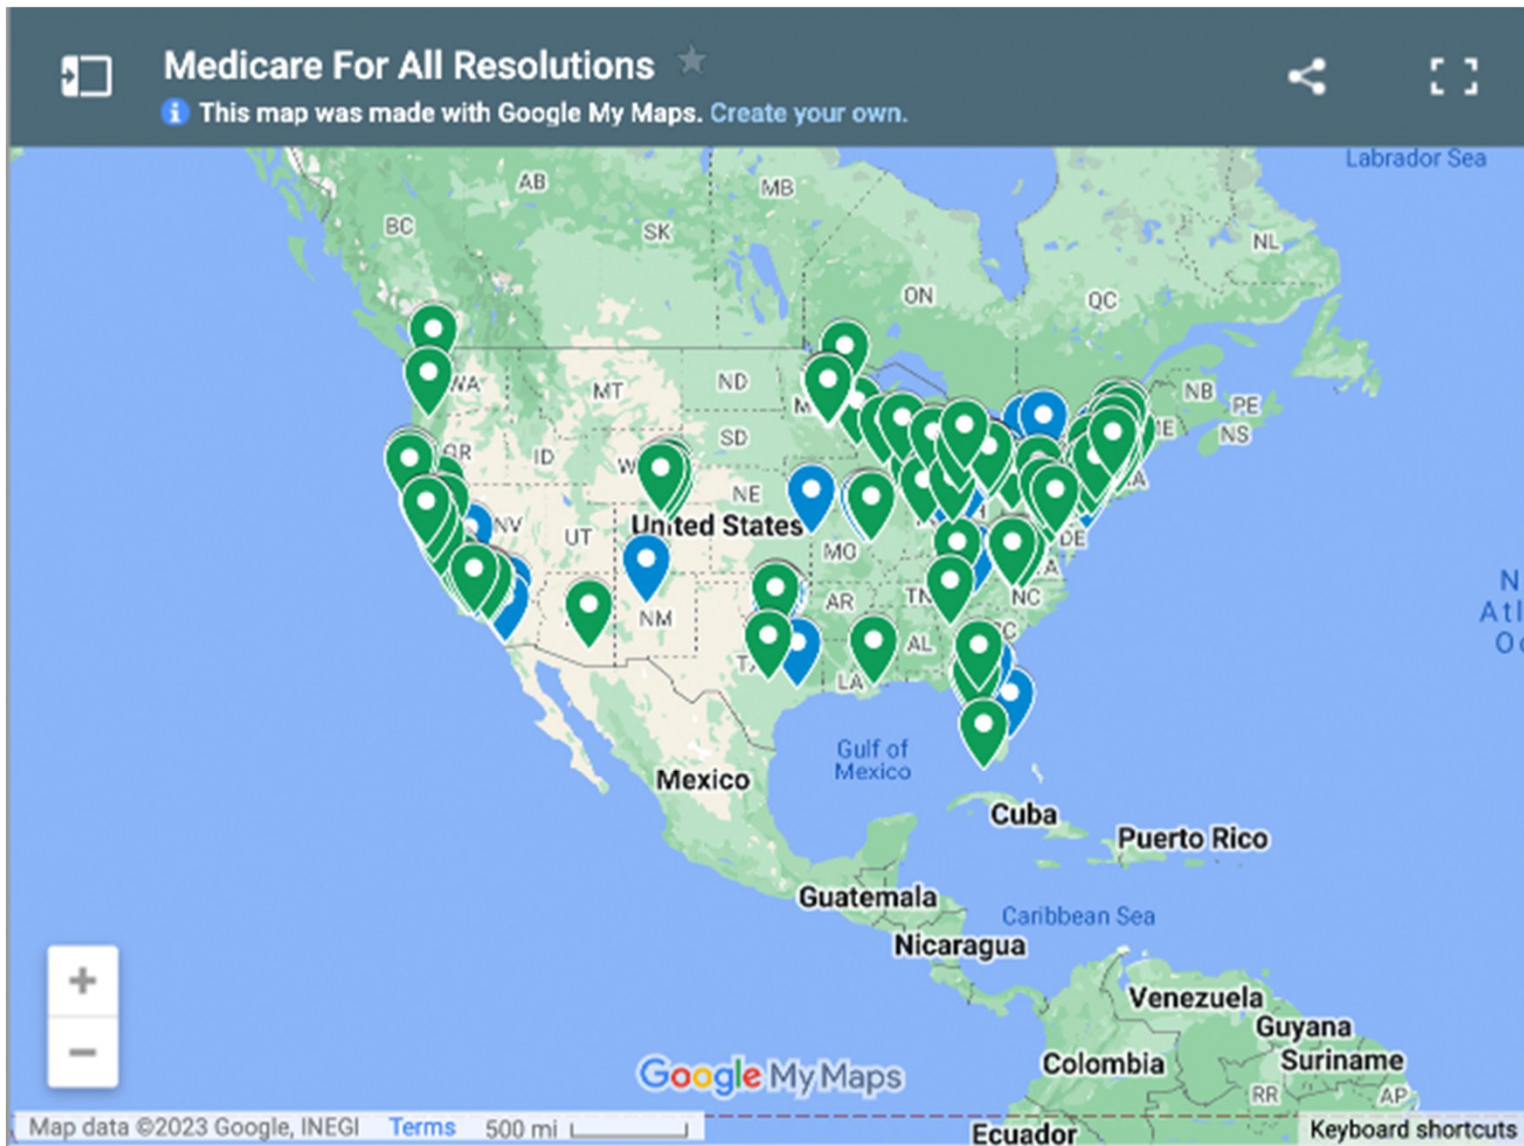 Medicare For All Resolutions
This map was made with Google My Maps. Create your own.
Labrador Sea
AB
MB
BC
SK
NL
ON
QC
WA
MT
ND
NB
PE
NS
ME
OR
ID
SD
NE
NV
UT
United States
MO
DE
AR
TN
NC
NM
AL
LA
Gulf of
Mexico
Mexico
Cuba
Puerto Rico
Guatemala
Caribbean Sea
Nicaragua
Venezuela
Guyana
Colombia
Suriname
RR
AP
Google My Maps
Map data ©2023 Google, INEGI
Terms
500 mi
Keyboard shortcuts
Ecuador